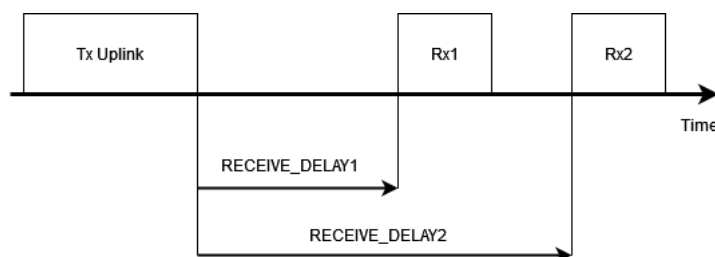 Tx Uplink
Rx1
Rx2
Time
RECEIVE_DELAY1
RECEIVE_DELAY2